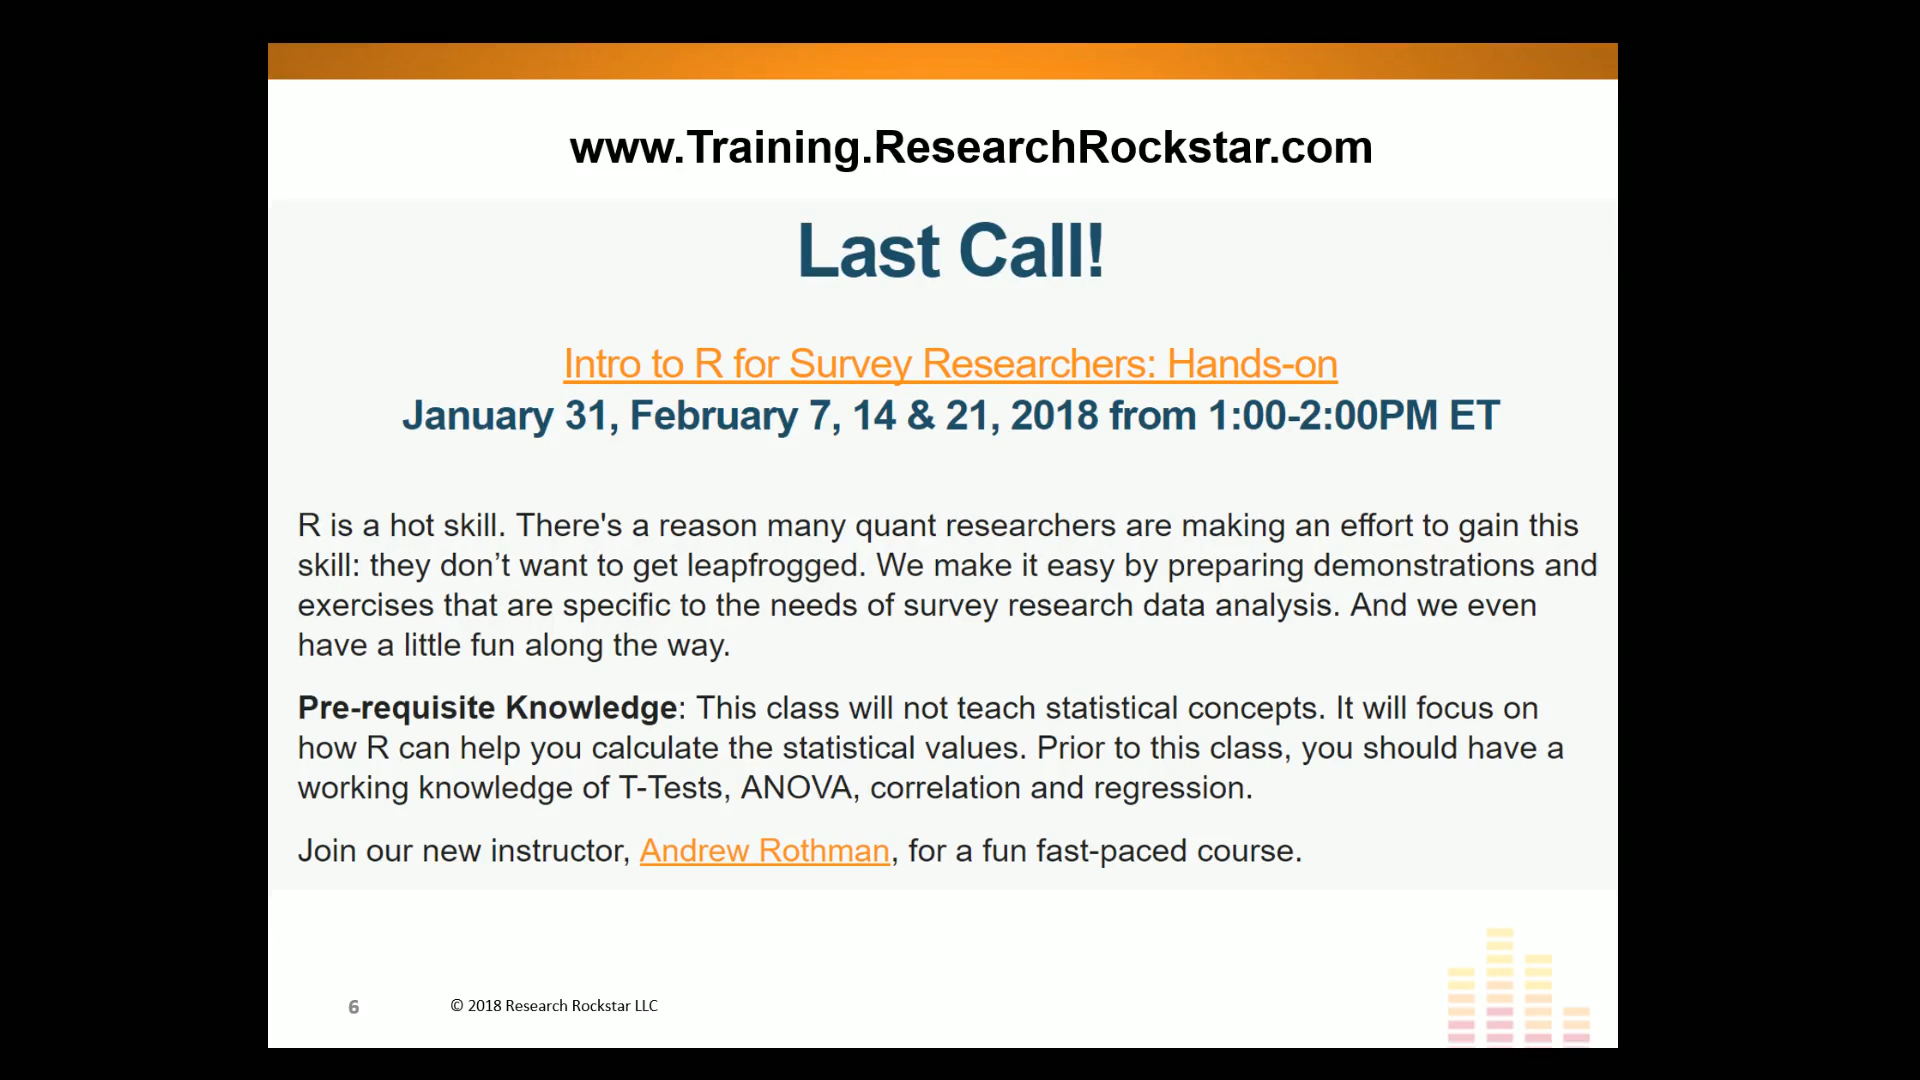 www.Training.ResearchRockstar.com
Last Call!
Intro to R for Survey Researchers: Hands-on
January 31, February 7, 14 & 21, 2018 from 1:00-2:00PM ET
R is a hot skill. There's a reason many quant researchers are making an effort to gain this
skill: they don’t want to get leapfrogged. We make it easy by preparing demonstrations and
exercises that are specific to the needs of survey research data analysis. And we even
have a little fun along the way.
Pre-requisite Knowledge: This class will not teach statistical concepts. It will focus on
how R can help you calculate the statistical values. Prior to this class, you should have a
working knowledge of T-Tests, ANOVA, correlation and regression.
Join our new instructor, Andrew Rothman, for a fun fast-paced course.
6 © 2018 Research Rockstar LLC